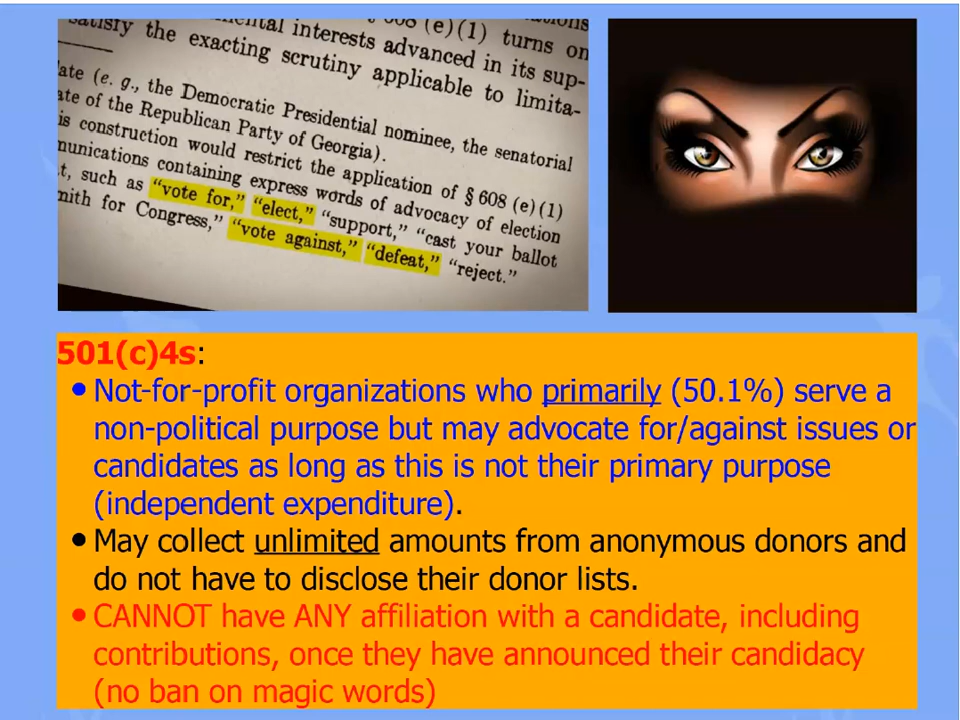 ental interests advanced in its sup-
§ 608 (e)(1) turns on
satisfy the exacting scrutiny applicable to limita-
ate (e. g., the Democratic Presidential nominee, the senatorial
ate of the Republican Party of Georgia).
is construction would restrict the application of § 608 (e)(1)
munications containing express words of advocacy of election
t, such as “vote for,” “elect,” “support,” “cast your ballot
mith for Congress,” “vote against,” “defeat,” “reject.”
501(c)4s:
• Not-for-profit organizations who primarily (50.1%) serve a
non-political purpose but may advocate for/against issues or
candidates as long as this is not their primary purpose
(independent expenditure).
• May collect unlimited amounts from anonymous donors and
do not have to disclose their donor lists.
• CANNOT have ANY affiliation with a candidate, including
contributions, once they have announced their candidacy
(no ban on magic words)